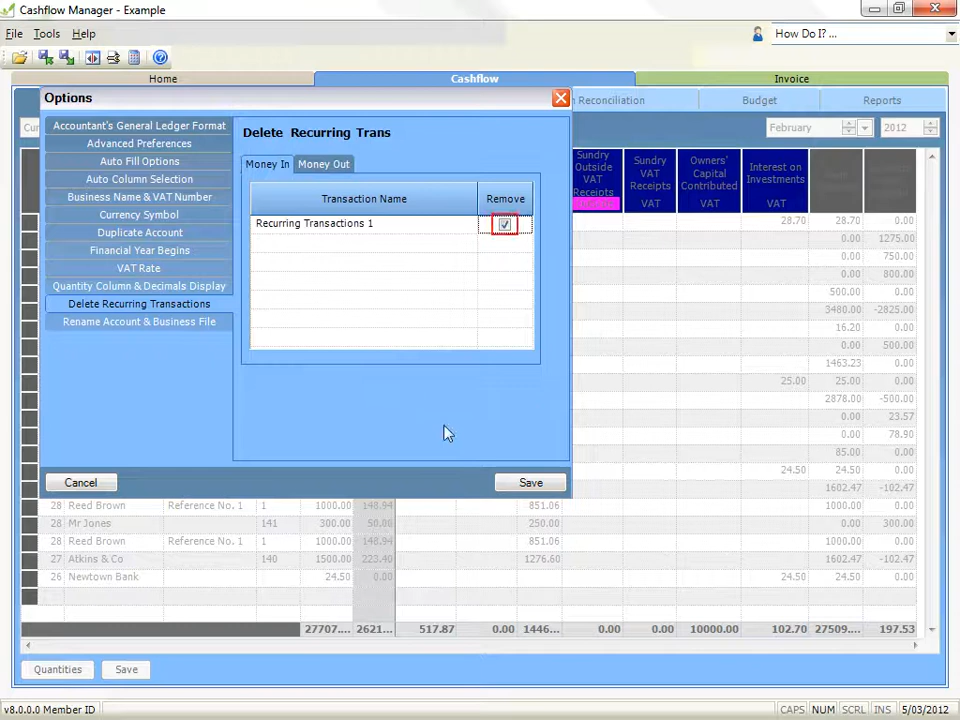 Cashflow Manager - Example
File Tools Help
How Do I? ...
Home Cashflow Invoice
Options
n Reconciliation Budget Reports
Cur
February 2012
Accountant's General Ledger Format
Advanced Preferences
Auto Fill Options
Auto Column Selection
Business Name & VAT Number
Currency Symbol
Duplicate Account
Financial Year Begins
VAT Rate
Quantity Column & Decimals Display
Delete Recurring Transactions
Rename Account & Business File
Delete Recurring Trans
Money In Money Out
Transaction Name Remove
Recurring Transactions 1
Cancel Save
Sundry Outside VAT Receipts
Sundry VAT Receipts VAT
Owners' Capital Contributed VAT
Interest on Investments VAT
28.70 28.70 0.00
0.00 1275.00
0.00 750.00
0.00 800.00
500.00 0.00
3480.00 -2825.00
16.20 0.00
0.00 500.00
1463.23 0.00
25.00 25.00 0.00
2878.00 -500.00
0.00 23.57
0.00 78.90
85.00 0.00
24.50 24.50 0.00
1602.47 -102.47
28 Reed Brown Reference No. 1 1 1000.00 148.94 851.06 1000.00 0.00
28 Mr Jones 141 300.00 50.00 250.00 0.00 300.00
28 Reed Brown Reference No. 1 1 1000.00 148.94 851.06 1000.00 0.00
27 Atkins & Co 140 1500.00 223.40 1276.60 1602.47 -102.47
26 Newtown Bank 24.50 0.00 24.50 24.50 0.00
27707.... 2621... 517.87 0.00 1446... 0.00 0.00 10000.00 102.70 27509.... 197.53
Quantities Save
v8.0.0.0 Member ID CAPS NUM SCRL INS 5/03/2012